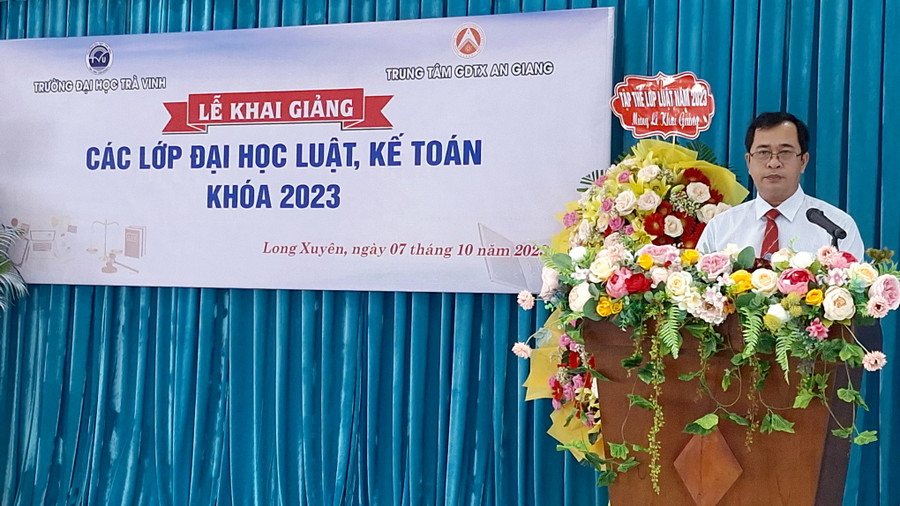 TVU
TRƯỜNG ĐẠI HỌC TRÀ VINH
TRUNG TÂM GDTX AN GIANG
LỄ KHAI GIẢNG
CÁC LỚP ĐẠI HỌC LUẬT, KẾ TOÁN
KHÓA 2023
Long Xuyên, ngày 07 tháng 10 năm 202
TẬP THỂ LỚP LUẬT NĂM 2023
Mừng Lễ Khai Giảng